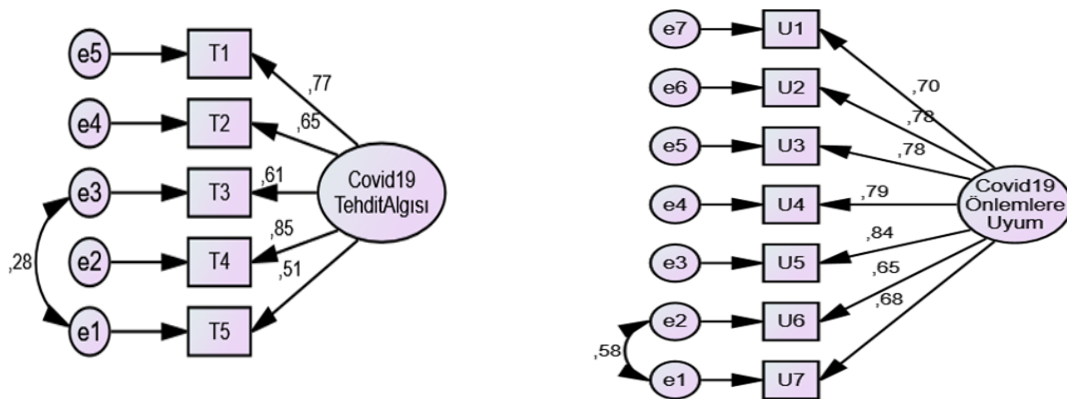 e5
T1
,77
e4
T2
,65
e3
T3
,61
Covid19
TehditAlgısı
e2
T4
,85
,28
e1
T5
,51
e7
U1
,70
e6
U2
,78
e5
U3
,78
e4
U4
,79
Covid19
Önlemlere
Uyum
e3
U5
,84
e2
U6
,65
,58
e1
U7
,68